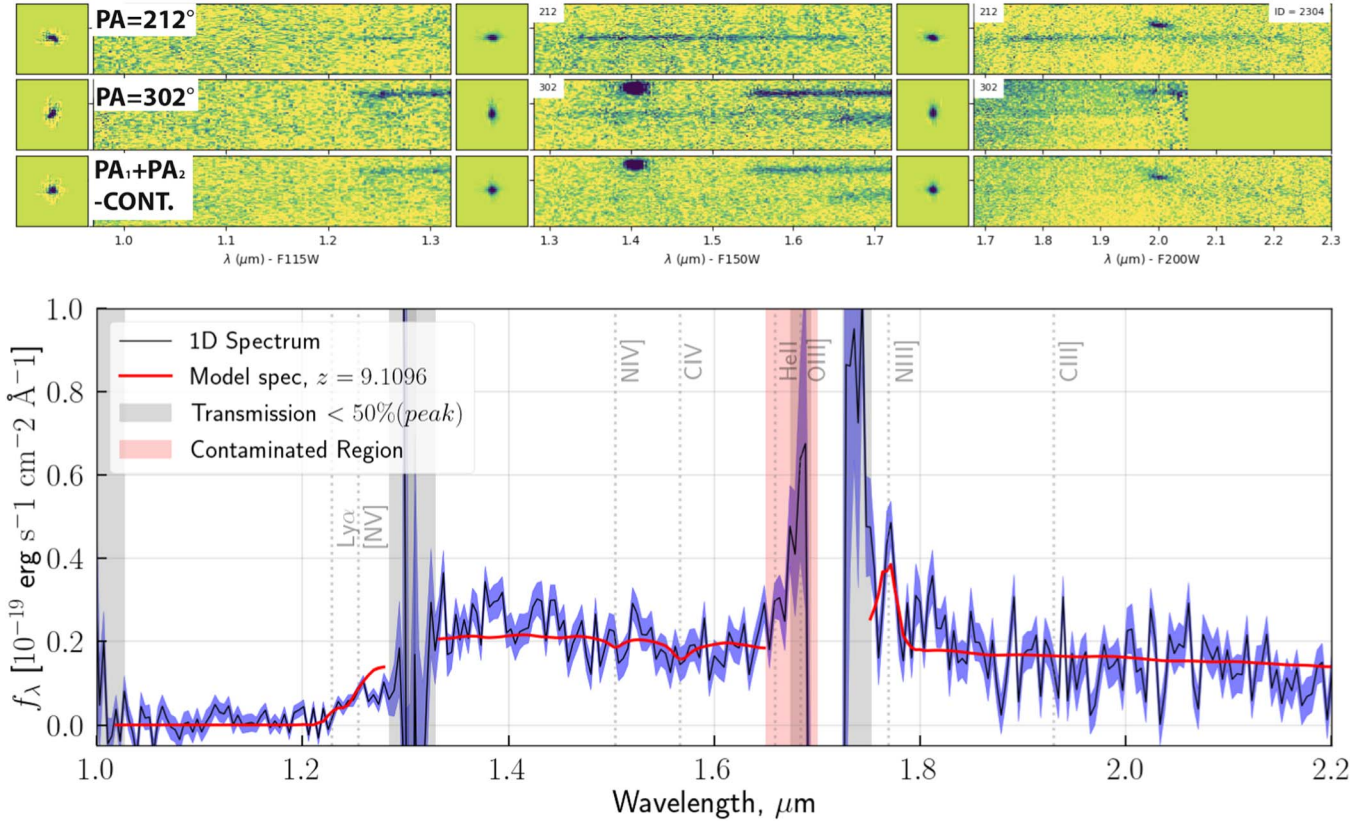 PA=212°
212
212
ID = 2304
PA=302°
302
302
PA₁+PA₂
-CONT.
1.0 1.1 1.2 1.3
1.3 1.4 1.5 1.6 1.7
1.7 1.8 1.9 2.0 2.1 2.2 2.3
λ (μm) - F115W
λ (μm) - F150W
λ (μm) - F200W
1.0
0.8
0.6
0.4
0.2
0.0
f_λ [10⁻¹⁹ erg s−1 cm−2 Å−1]
1D Spectrum
Model spec, z = 9.1096
Transmission < 50%(peak)
Contaminated Region
Lyα
[NV]
NIV]
CIV
HeII
OIII]
NIII]
CIII]
1.0 1.2 1.4 1.6 1.8 2.0 2.2
Wavelength, μm